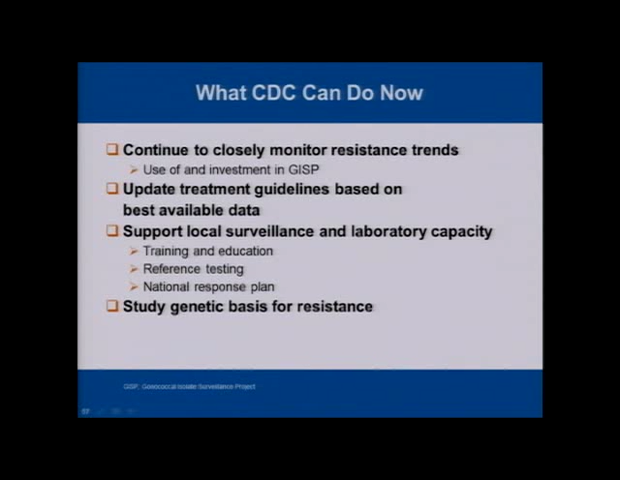 What CDC Can Do Now
Continue to closely monitor resistance trends
Use of and investment in GISP
Update treatment guidelines based on
best available data
Support local surveillance and laboratory capacity
Training and education
Reference testing
National response plan
Study genetic basis for resistance
GISP, Gonococcal Isolate Surveillance Project